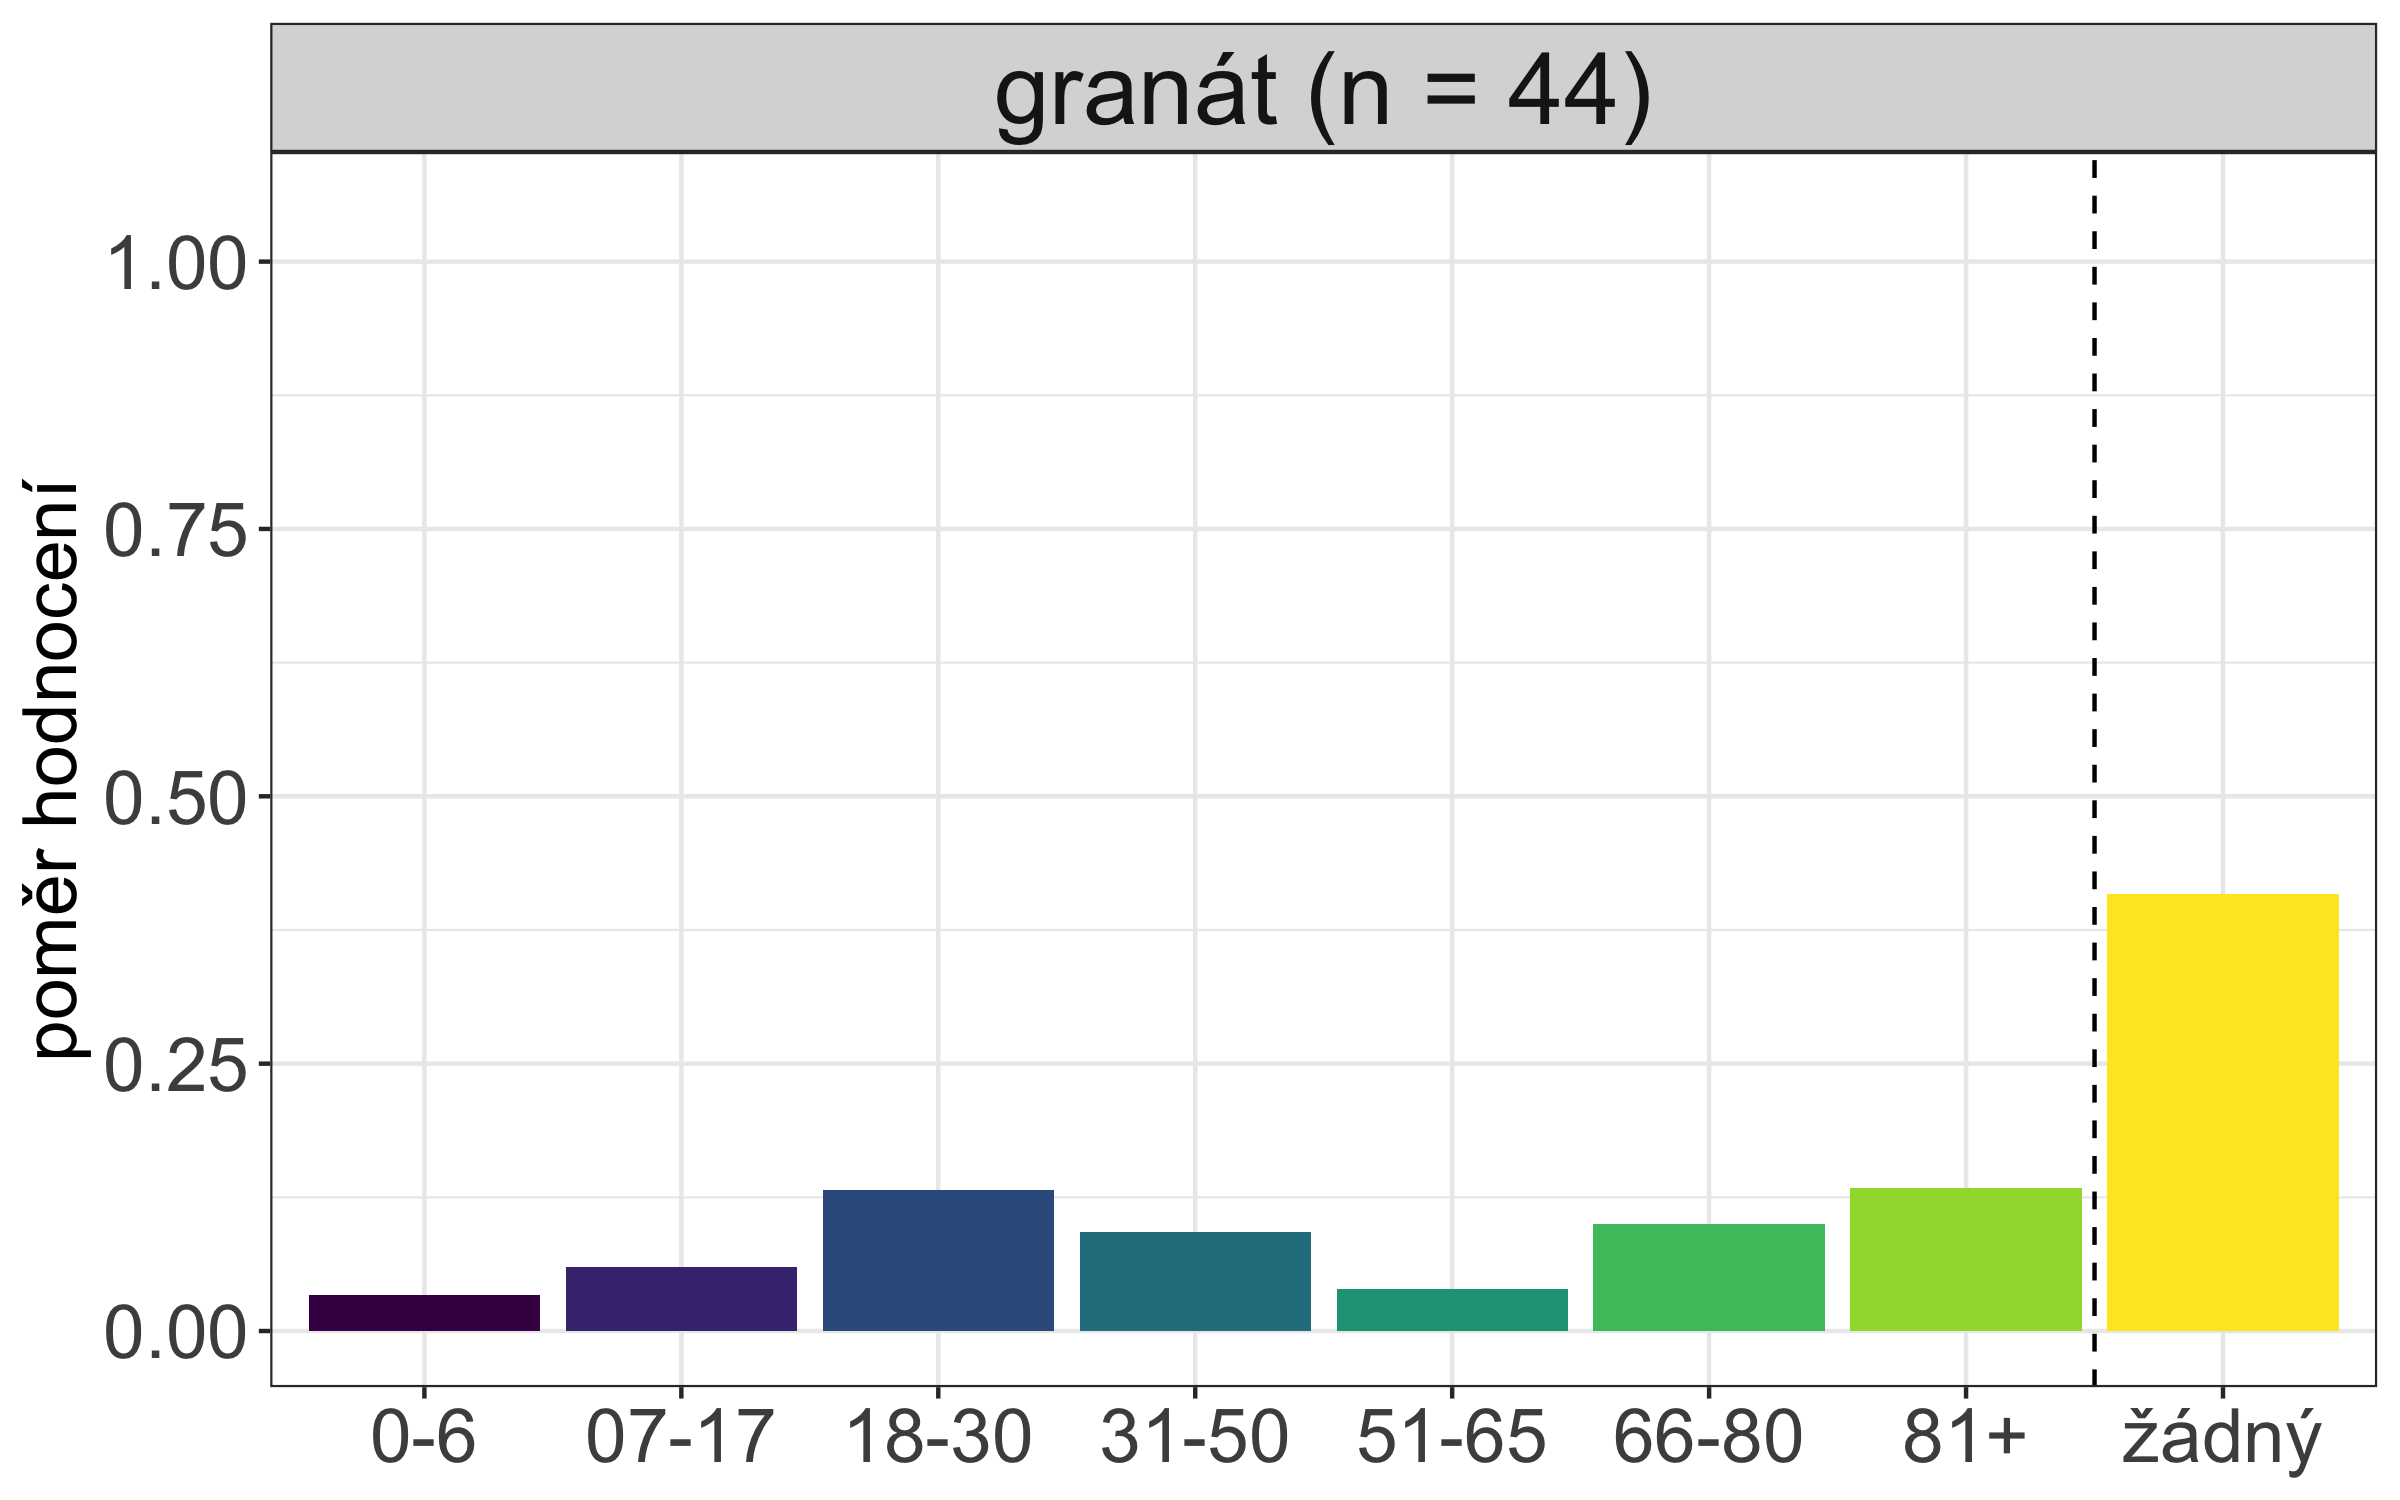 granát (n = 44)
poměr hodnocení
1.00
0.75
0.50
0.25
0.00
0-6 07-17 18-30 31-50 51-65 66-80 81+ žádný